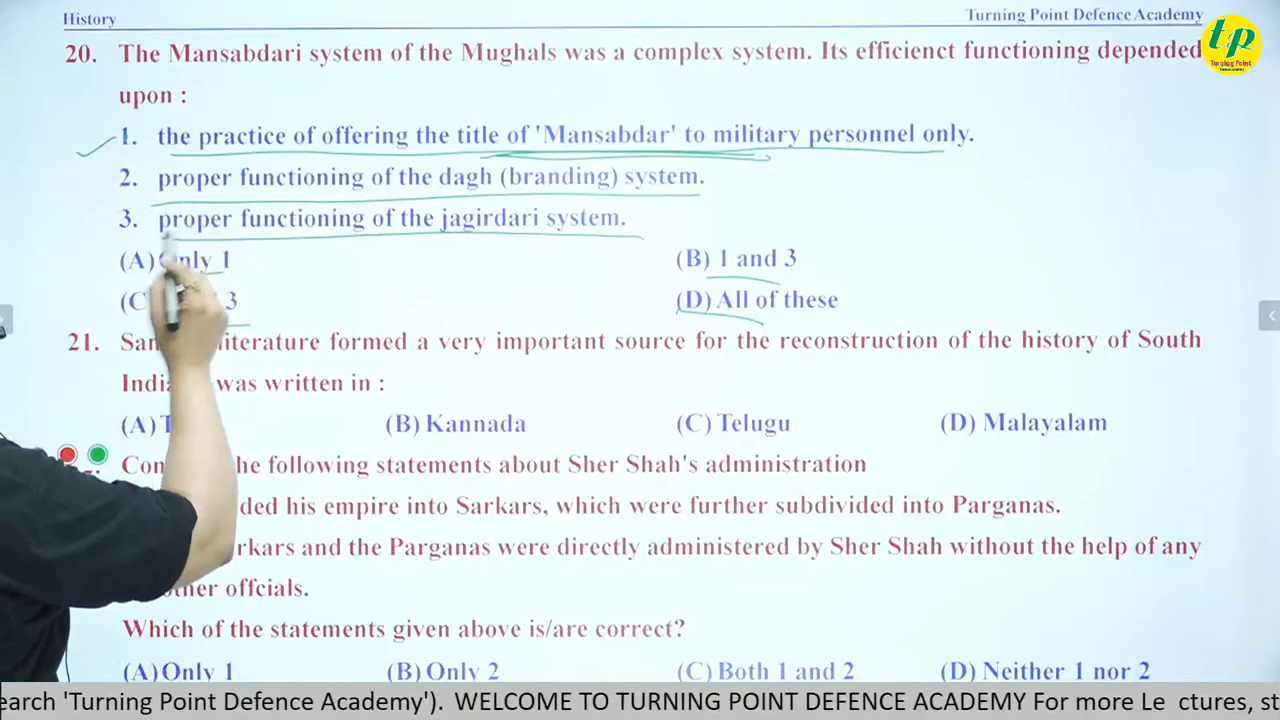 History
Turning Point Defence Academy
tp
Turning Point
20. The Mansabdari system of the Mughals was a complex system. Its efficienct functioning depended
upon :
1. the practice of offering the title of 'Mansabdar' to military personnel only.
2. proper functioning of the dagh (branding) system.
3. proper functioning of the jagirdari system.
(A) Only 1
(B) 1 and 3
(C 3
(D) All of these
21. San literature formed a very important source for the reconstruction of the history of South
Indi was written in :
(A) T
(B) Kannada
(C) Telugu
(D) Malayalam
Con he following statements about Sher Shah's administration
ded his empire into Sarkars, which were further subdivided into Parganas.
rkars and the Parganas were directly administered by Sher Shah without the help of any
ther offcials.
Which of the statements given above is/are correct?
(A) Only 1
(B) Only 2
(C) Both 1 and 2
(D) Neither 1 nor 2
earch 'Turning Point Defence Academy'). WELCOME TO TURNING POINT DEFENCE ACADEMY For more Le ctures, st